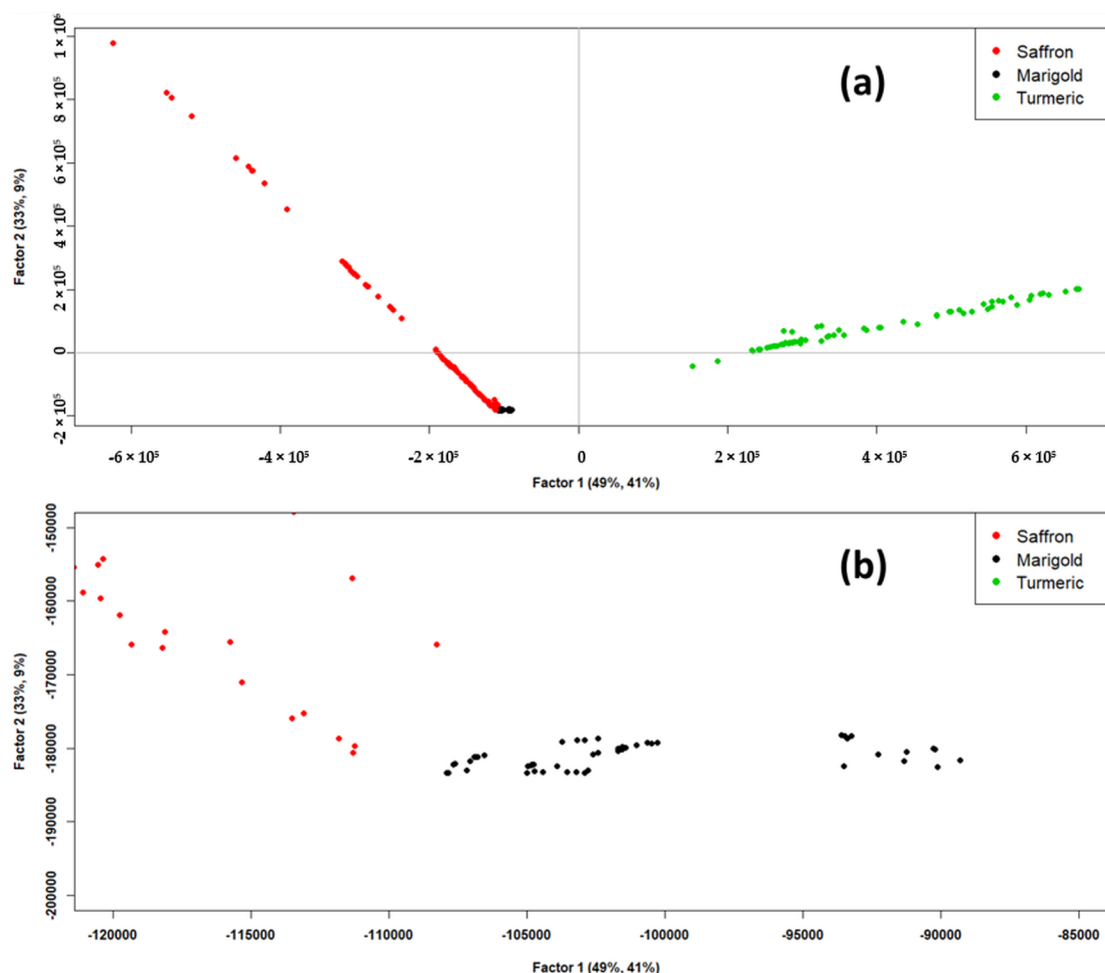 Saffron
Marigold
Turmeric
(a)
Factor 2 (33%, 9%)
1 × 10⁶
8 × 10⁵
6 × 10⁵
4 × 10⁵
2 × 10⁵
0
-2 × 10⁵
-6 × 10⁵ -4 × 10⁵ -2 × 10⁵ 0 2 × 10⁵ 4 × 10⁵ 6 × 10⁵
Factor 1 (49%, 41%)
Saffron
Marigold
Turmeric
(b)
Factor 2 (33%, 9%)
-150000
-160000
-170000
-180000
-190000
-200000
-120000 -115000 -110000 -105000 -100000 -95000 -90000 -85000
Factor 1 (49%, 41%)